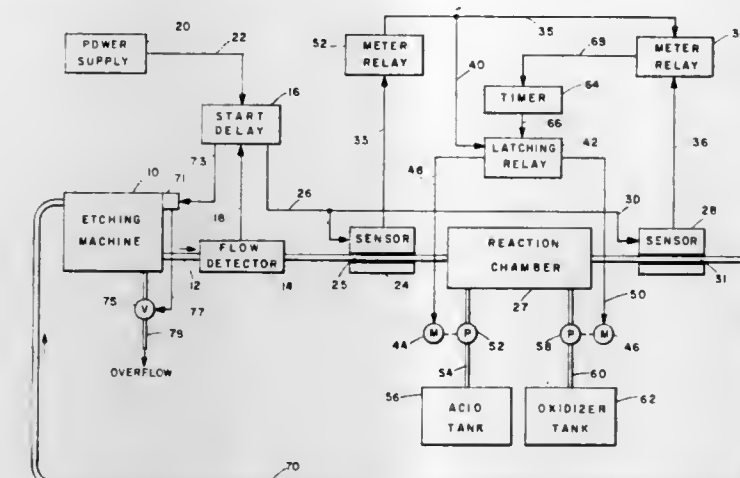 20
22
POWER
SUPPLY
52
METER
RELAY
35
METER
RELAY
3
69
40
16
START
DELAY
TIMER
64
66
33
36
LATCHING
RELAY
42
48
73
10
71
ETCHING
MACHINE
18
26
30
28
SENSOR
REACTION
CHAMBER
SENSOR
FLOW
DETECTOR
12
14
25
24
27
31
75
V
77
79
OVERFLOW
44
M
P
52
58
P
M
46
50
54
60
56
ACID
TANK
OXIDIZER
TANK
62
70